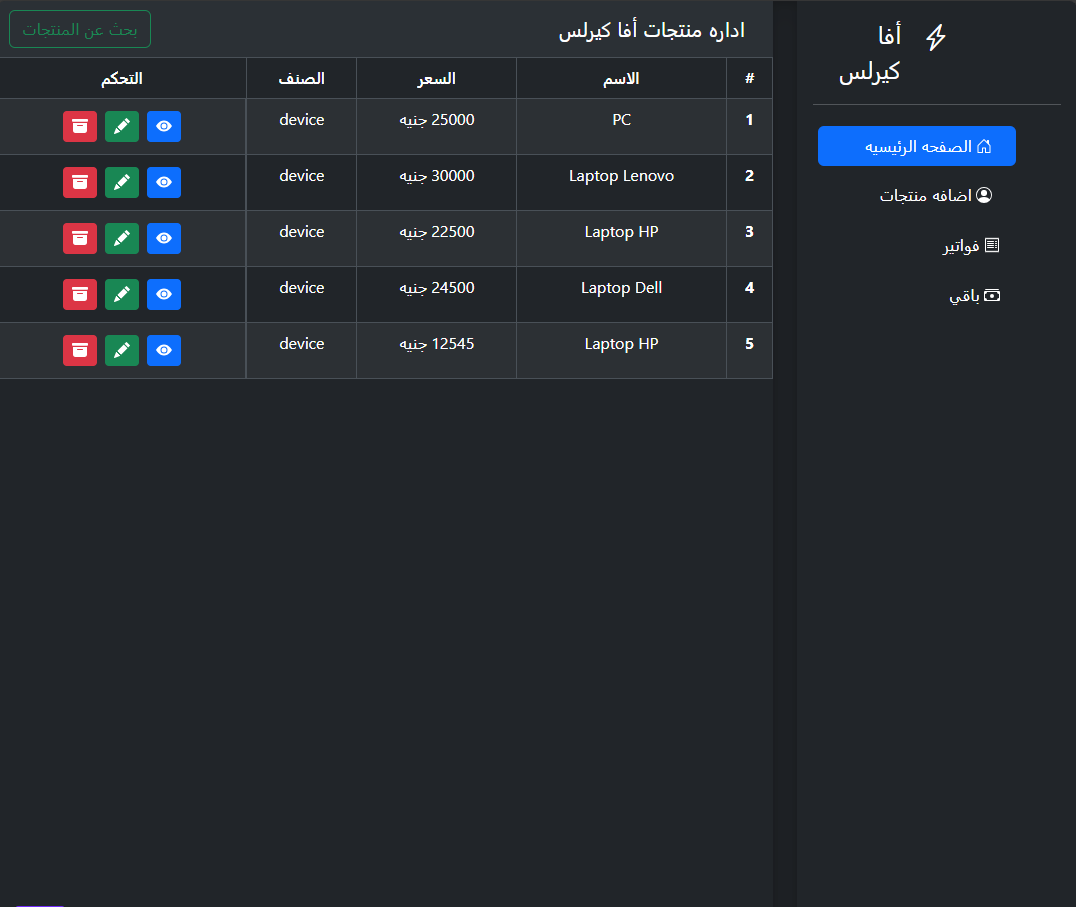 أفا
كيرلس
الصفحه الرئيسيه
اضافه منتجات
فواتير
باقي
اداره منتجات أفا كيرلس
بحث عن المنتجات
# الاسم السعر الصنف التحكم
1 PC 25000 جنيه device
2 Laptop Lenovo 30000 جنيه device
3 Laptop HP 22500 جنيه device
4 Laptop Dell 24500 جنيه device
5 Laptop HP 12545 جنيه device